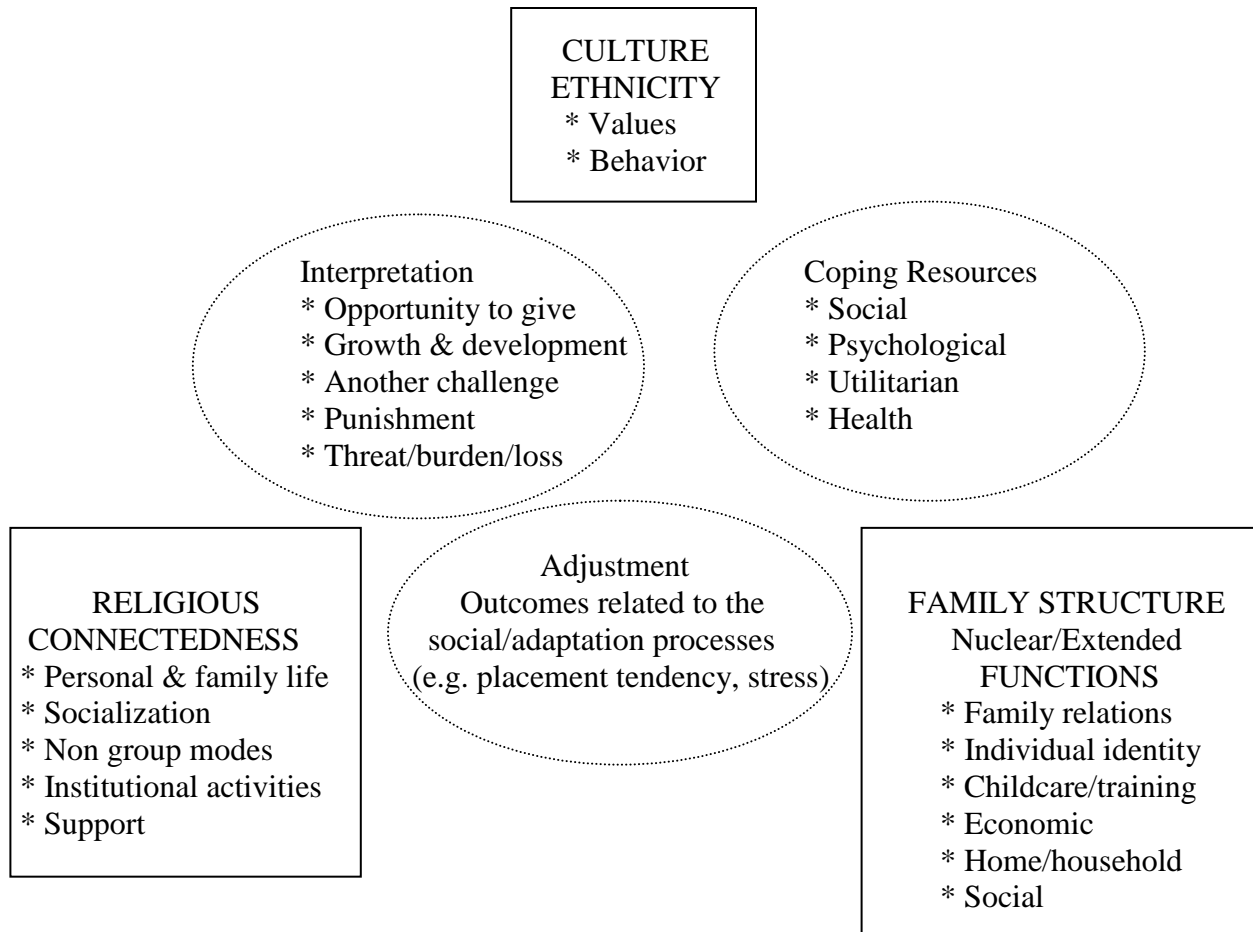 CULTURE
ETHNICITY
* Values
* Behavior
Interpretation
* Opportunity to give
* Growth & development
* Another challenge
* Punishment
* Threat/burden/loss
Coping Resources
* Social
* Psychological
* Utilitarian
* Health
Adjustment
Outcomes related to the
social/adaptation processes
(e.g. placement tendency, stress)
RELIGIOUS
CONNECTEDNESS
* Personal & family life
* Socialization
* Non group modes
* Institutional activities
* Support
FAMILY STRUCTURE
Nuclear/Extended
FUNCTIONS
* Family relations
* Individual identity
* Childcare/training
* Economic
* Home/household
* Social